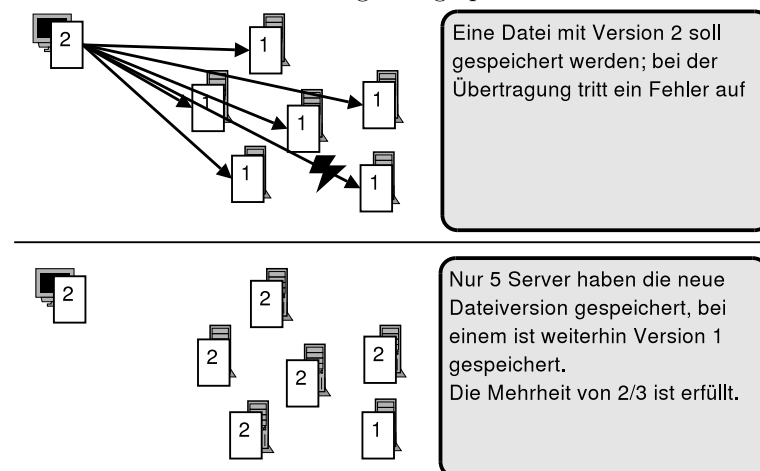 2
1
1
1
1
1
1
Eine Datei mit Version 2 soll
gespeichert werden; bei der
Übertragung tritt ein Fehler auf
2
2
2
2
2
2
1
Nur 5 Server haben die neue
Dateiversion gespeichert, bei
einem ist weiterhin Version 1
gespeichert.
Die Mehrheit von 2/3 ist erfüllt.